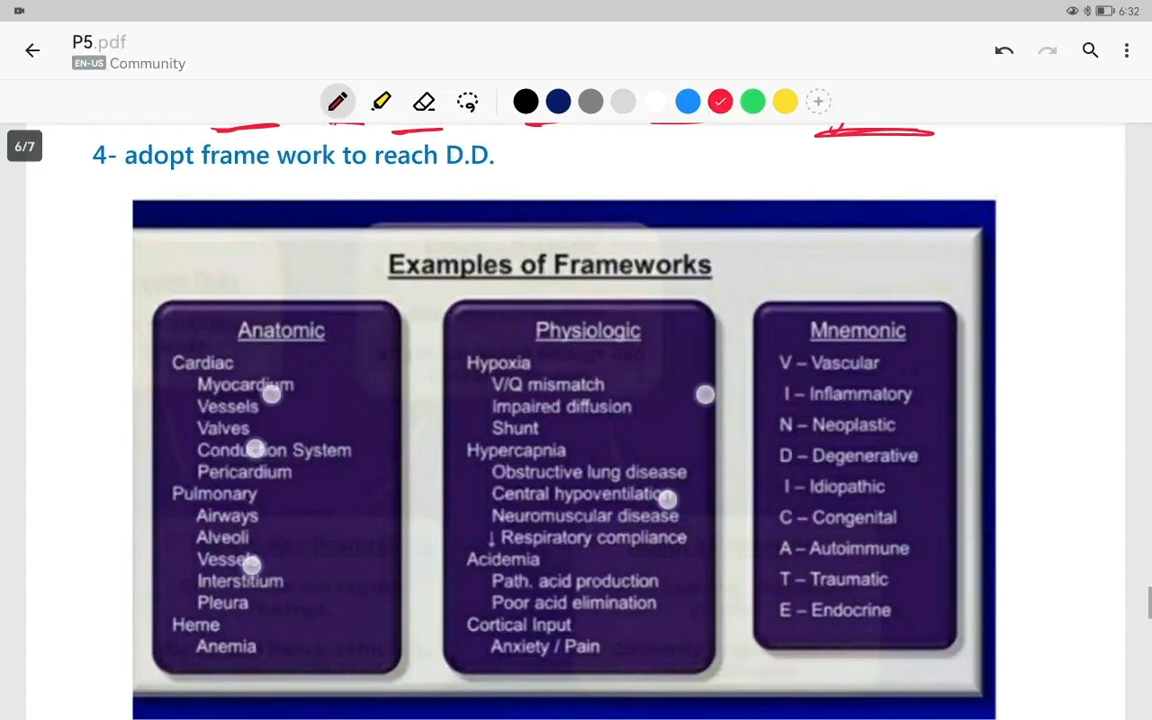 6:32
P5.pdf
EN-US Community
6/7
4- adopt frame work to reach D.D.
Examples of Frameworks
Anatomic
Cardiac
Myocardium
Vessels
Valves
Conduction System
Pericardium
Pulmonary
Airways
Alveoli
Vessels
Interstitium
Pleura
Heme
Anemia
Physiologic
Hypoxia
V/Q mismatch
Impaired diffusion
Shunt
Hypercapnia
Obstructive lung disease
Central hypoventilation
Neuromuscular disease
↓ Respiratory compliance
Acidemia
Path. acid production
Poor acid elimination
Cortical Input
Anxiety / Pain
Mnemonic
V – Vascular
I – Inflammatory
N – Neoplastic
D – Degenerative
I – Idiopathic
C – Congenital
A – Autoimmune
T – Traumatic
E – Endocrine